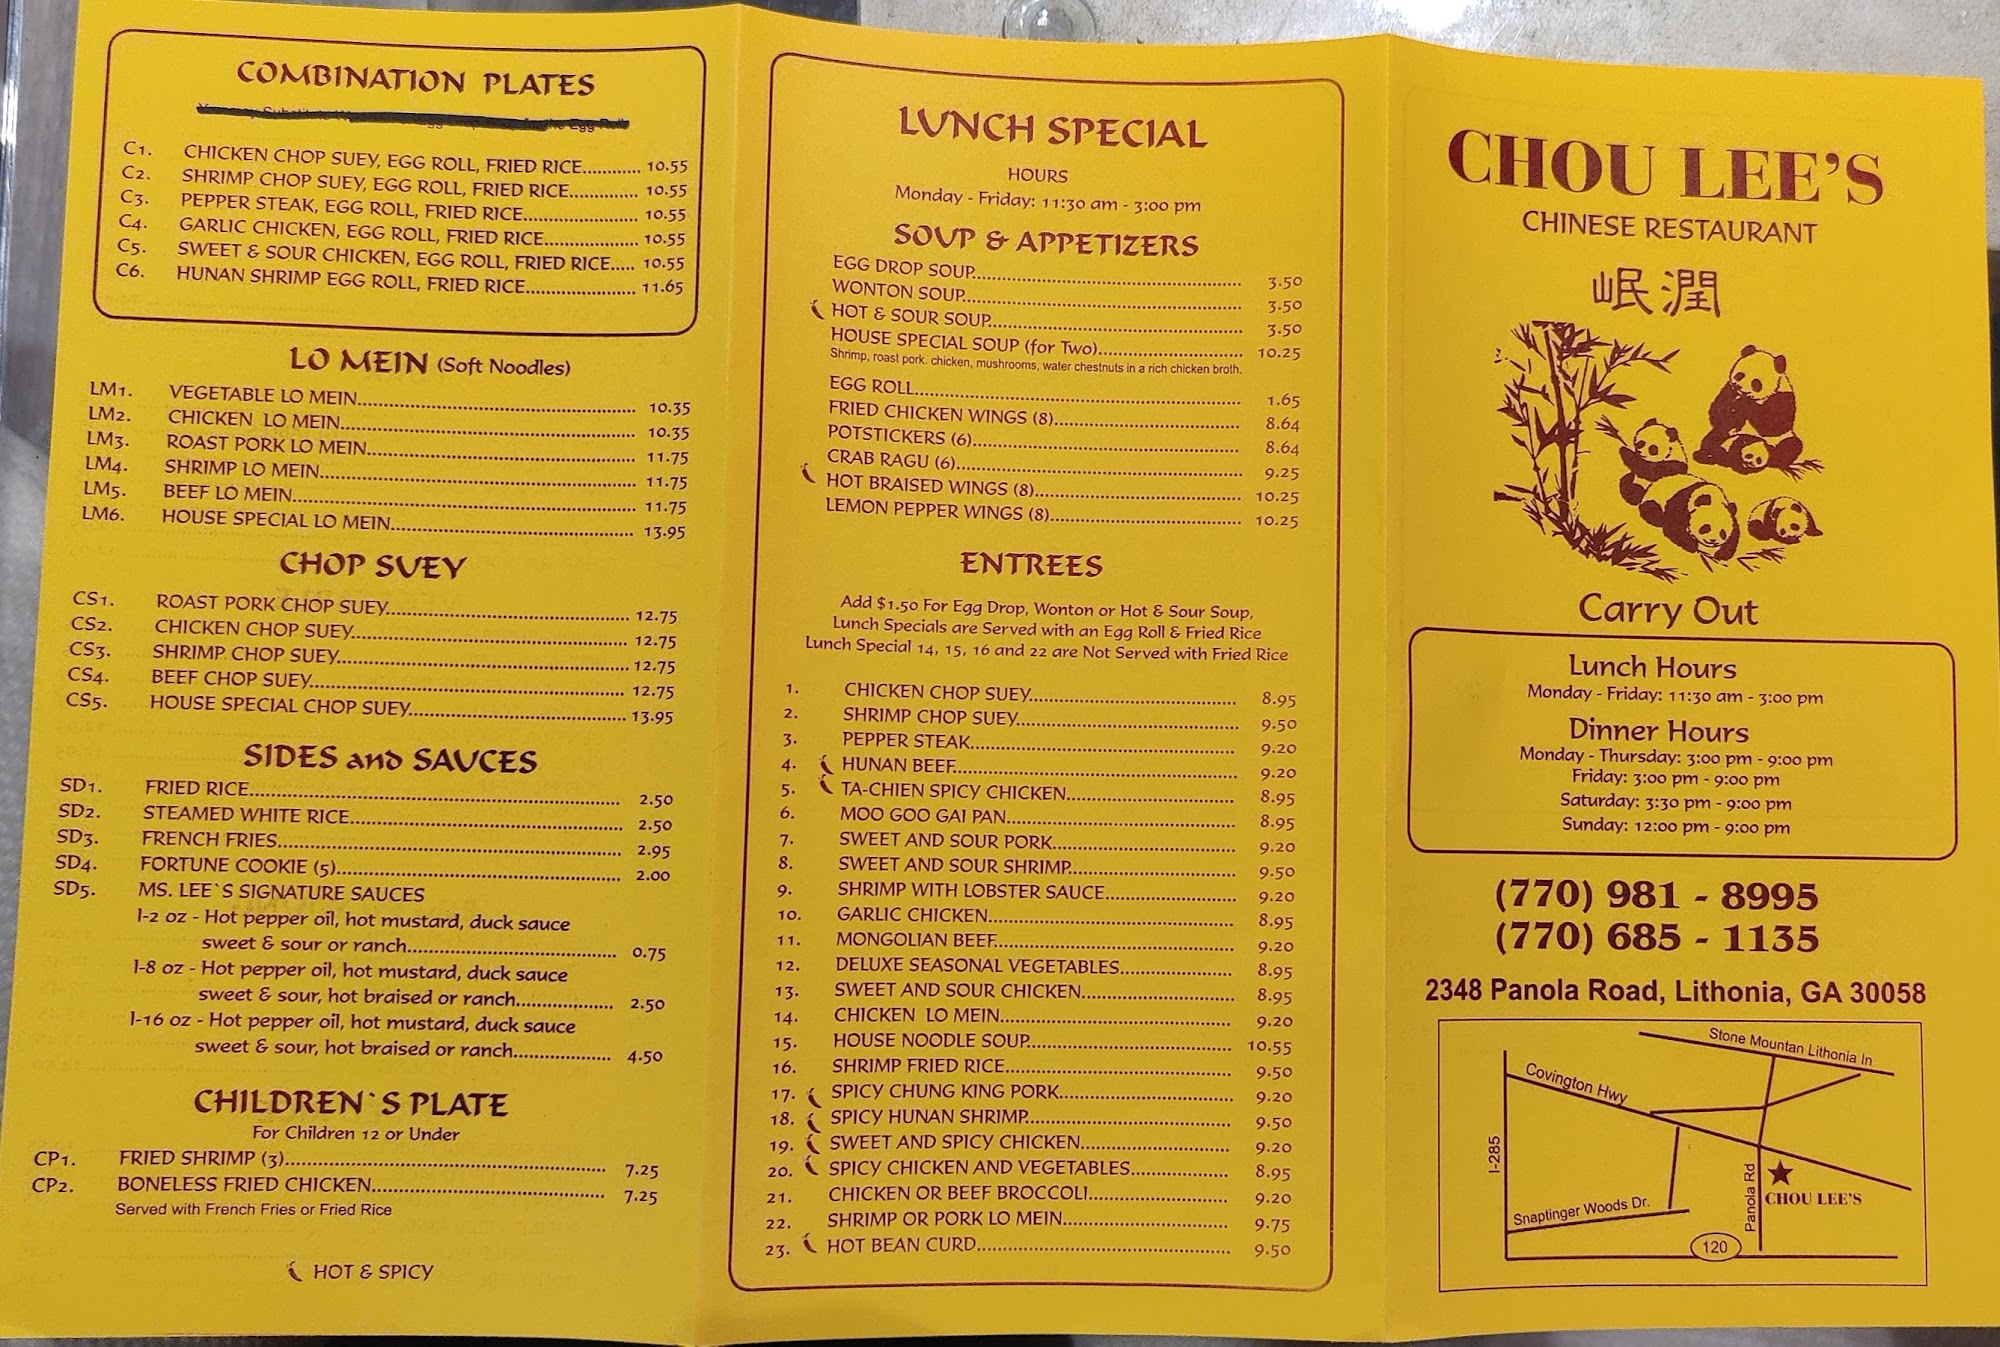 COMBINATION PLATES
the Egg Roll
C1. CHICKEN CHOP SUEY, EGG ROLL, FRIED RICE............ 10.55
C2. SHRIMP CHOP SUEY, EGG ROLL, FRIED RICE............ 10.55
C3. PEPPER STEAK, EGG ROLL, FRIED RICE............ 10.55
C4. GARLIC CHICKEN, EGG ROLL, FRIED RICE............ 10.55
C5. SWEET & SOUR CHICKEN, EGG ROLL, FRIED RICE..... 10.55
C6. HUNAN SHRIMP EGG ROLL, FRIED RICE............ 11.65
LO MEIN (Soft Noodles)
LM1. VEGETABLE LO MEIN............ 10.35
LM2. CHICKEN LO MEIN............ 10.35
LM3. ROAST PORK LO MEIN............ 11.75
LM4. SHRIMP LO MEIN............ 11.75
LM5. BEEF LO MEIN............ 11.75
LM6. HOUSE SPECIAL LO MEIN............ 13.95
CHOP SUEY
CS1. ROAST PORK CHOP SUEY............ 12.75
CS2. CHICKEN CHOP SUEY............ 12.75
CS3. SHRIMP CHOP SUEY............ 12.75
CS4. BEEF CHOP SUEY............ 12.75
CS5. HOUSE SPECIAL CHOP SUEY............ 13.95
SIDES and SAUCES
SD1. FRIED RICE............ 2.50
SD2. STEAMED WHITE RICE............ 2.50
SD3. FRENCH FRIES............ 2.95
SD4. FORTUNE COOKIE (5)............ 2.00
SD5. MS. LEE`S SIGNATURE SAUCES
1-2 oz - Hot pepper oil, hot mustard, duck sauce
sweet & sour or ranch............ 0.75
1-8 oz - Hot pepper oil, hot mustard, duck sauce
sweet & sour, hot braised or ranch............ 2.50
1-16 oz - Hot pepper oil, hot mustard, duck sauce
sweet & sour, hot braised or ranch............ 4.50
CHILDREN`S PLATE
For Children 12 or Under
CP1. FRIED SHRIMP (3)............ 7.25
CP2. BONELESS FRIED CHICKEN............ 7.25
Served with French Fries or Fried Rice
HOT & SPICY
LUNCH SPECIAL
HOURS
Monday - Friday: 11:30 am - 3:00 pm
SOUP & APPETIZERS
EGG DROP SOUP............ 3.50
WONTON SOUP............ 3.50
HOT & SOUR SOUP............ 3.50
HOUSE SPECIAL SOUP (for Two)............ 10.25
Shrimp, roast pork. chicken, mushrooms, water chestnuts in a rich chicken broth.
EGG ROLL............ 1.65
FRIED CHICKEN WINGS (8)............ 8.64
POTSTICKERS (6)............ 8.64
CRAB RAGU (6)............ 9.25
HOT BRAISED WINGS (8)............ 10.25
LEMON PEPPER WINGS (8)............ 10.25
ENTREES
Add $1.50 For Egg Drop, Wonton or Hot & Sour Soup,
Lunch Specials are Served with an Egg Roll & Fried Rice
Lunch Special 14, 15, 16 and 22 are Not Served with Fried Rice
1. CHICKEN CHOP SUEY............ 8.95
2. SHRIMP CHOP SUEY............ 9.50
3. PEPPER STEAK............ 9.20
4. HUNAN BEEF............ 9.20
5. TA-CHIEN SPICY CHICKEN............ 8.95
6. MOO GOO GAI PAN............ 8.95
7. SWEET AND SOUR PORK............ 9.20
8. SWEET AND SOUR SHRIMP............ 9.50
9. SHRIMP WITH LOBSTER SAUCE............ 9.20
10. GARLIC CHICKEN............ 8.95
11. MONGOLIAN BEEF............ 9.20
12. DELUXE SEASONAL VEGETABLES............ 8.95
13. SWEET AND SOUR CHICKEN............ 8.95
14. CHICKEN LO MEIN............ 9.20
15. HOUSE NOODLE SOUP............ 10.55
16. SHRIMP FRIED RICE............ 9.50
17. SPICY CHUNG KING PORK............ 9.20
18. SPICY HUNAN SHRIMP............ 9.50
19. SWEET AND SPICY CHICKEN............ 9.20
20. SPICY CHICKEN AND VEGETABLES............ 8.95
21. CHICKEN OR BEEF BROCCOLI............ 9.20
22. SHRIMP OR PORK LO MEIN............ 9.75
23. HOT BEAN CURD............ 9.50
CHOU LEE'S
CHINESE RESTAURANT
岷潤
Carry Out
Lunch Hours
Monday - Friday: 11:30 am - 3:00 pm
Dinner Hours
Monday - Thursday: 3:00 pm - 9:00 pm
Friday: 3:00 pm - 9:00 pm
Saturday: 3:30 pm - 9:00 pm
Sunday: 12:00 pm - 9:00 pm
(770) 981 - 8995
(770) 685 - 1135
2348 Panola Road, Lithonia, GA 30058
Stone Mountan Lithonia ln
Covington Hwy
I-285
Panola Rd
CHOU LEE'S
Snaptinger Woods Dr.
120